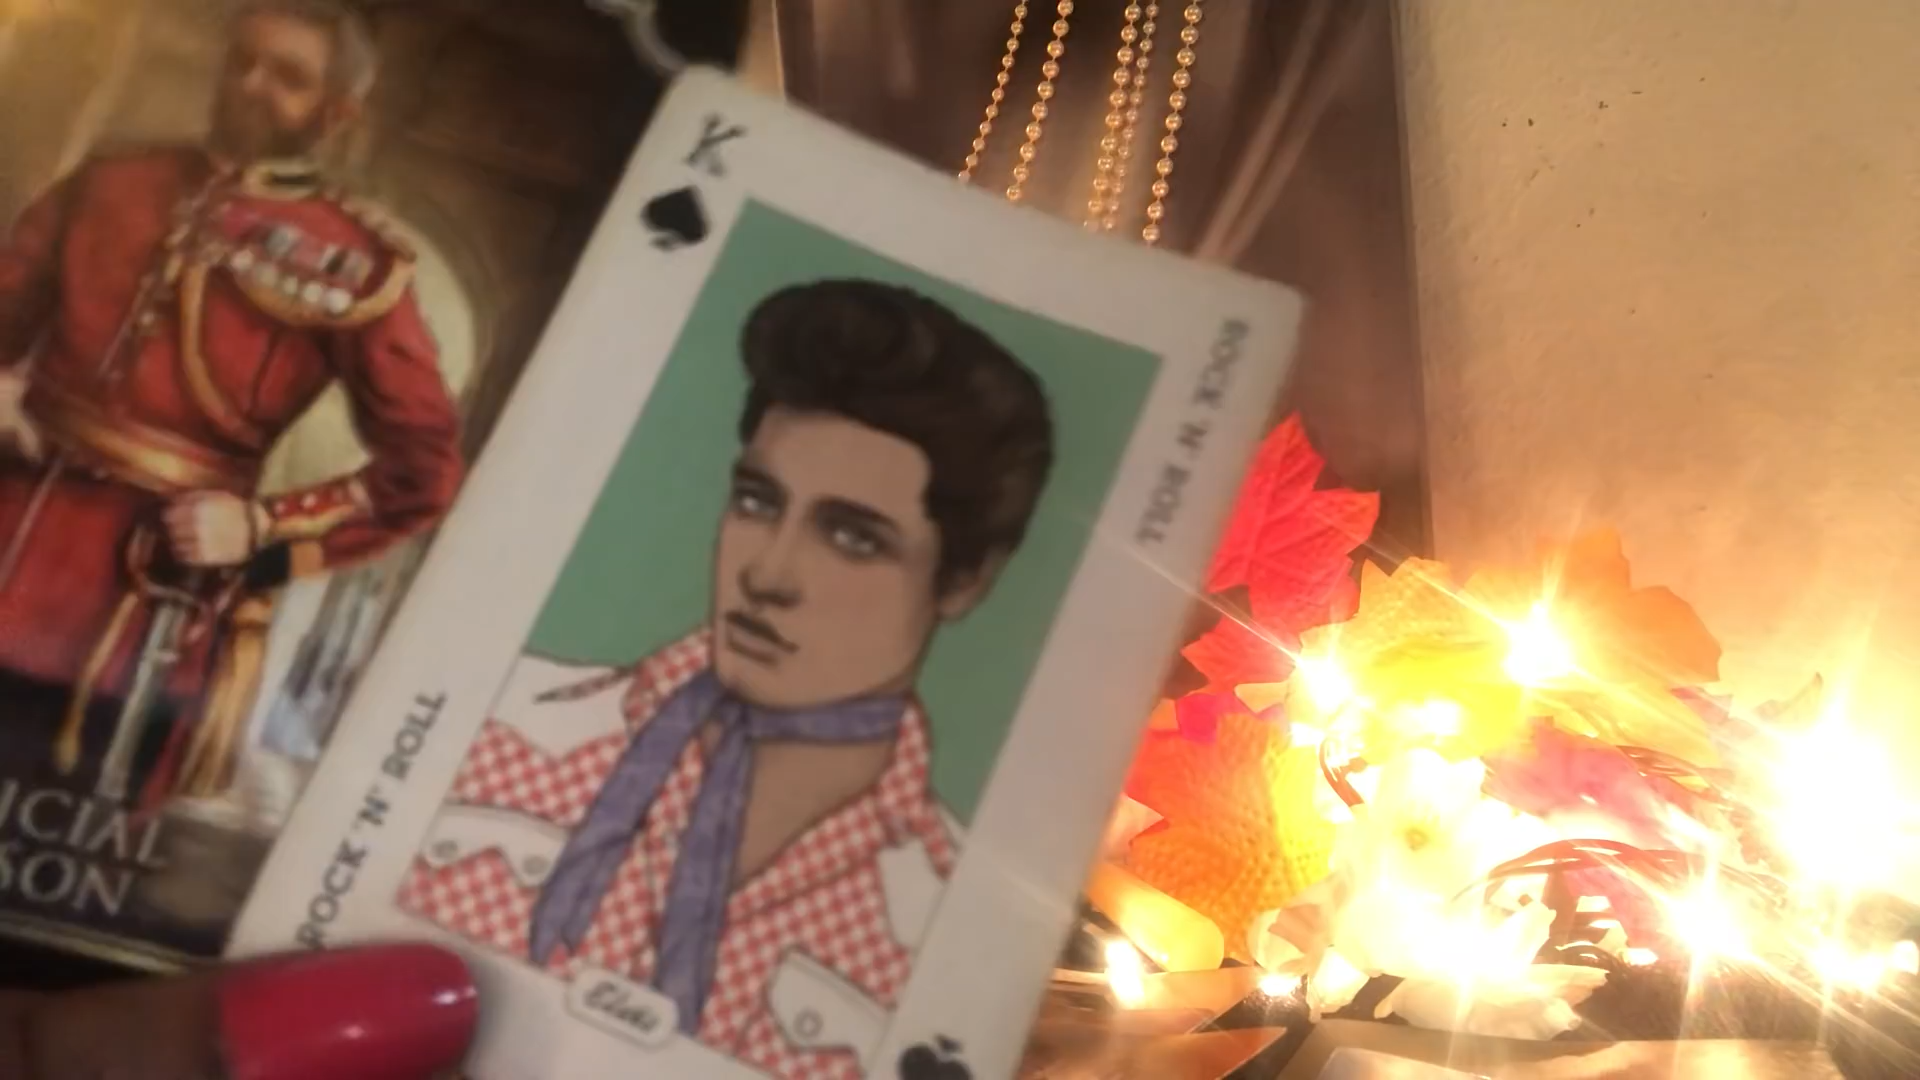 K
ROCK 'N' ROLL
ROCK 'N' ROLL
Elvis
ICIAL
SON